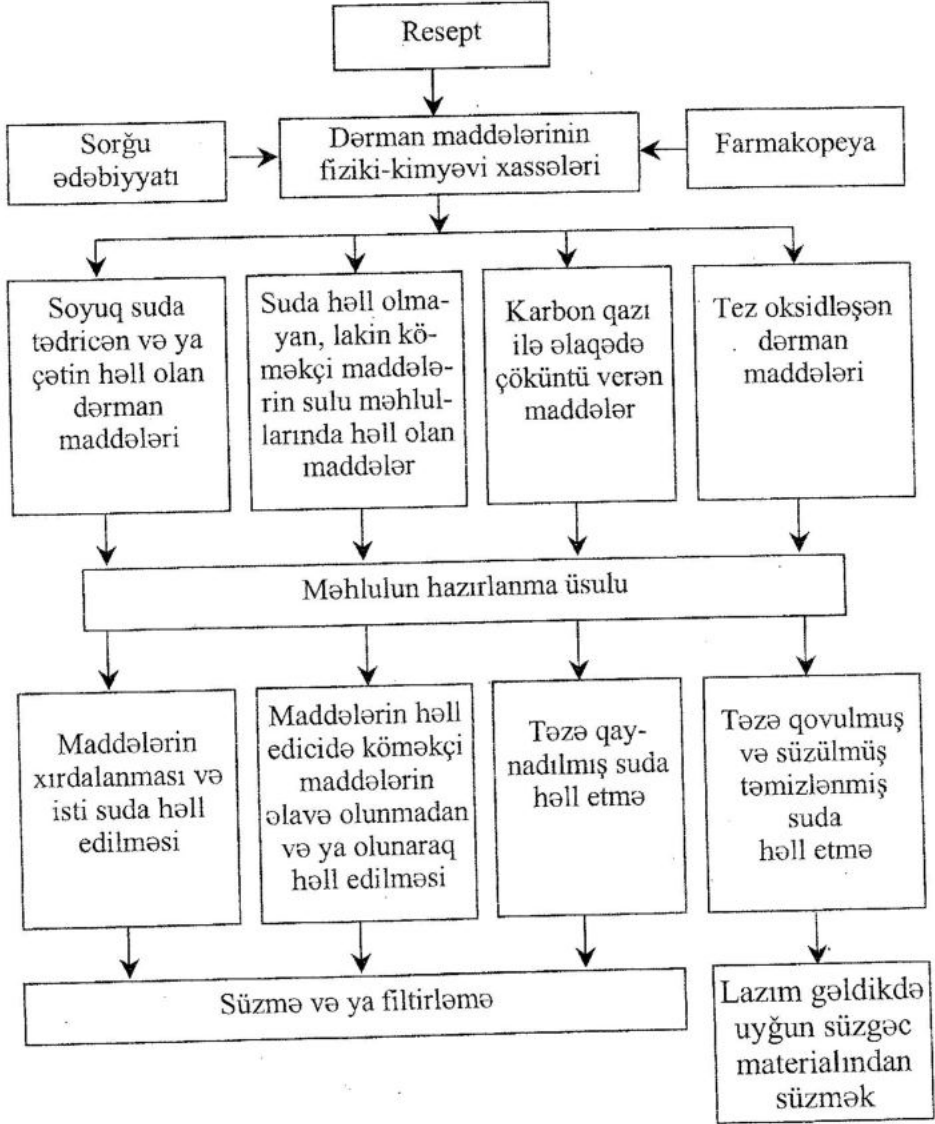 Resept
Sorğu
ədəbiyyatı
Dərman maddələrinin
fiziki-kimyəvi xassələri
Farmakopeya
Soyuq suda
tədricən və ya
çətin həll olan
dərman
maddələri
Suda həll olma-
yan, lakin kö-
məkçi maddələ-
rin sulu məhlul-
larında həll olan
maddələr
Karbon qazı
ilə əlaqədə
çöküntü verən
maddələr
Tez oksidləşən
dərman
maddələri
Məhlulun hazırlanma üsulu
Maddələrin
xırdalanması və
isti suda həll
edilməsi
Maddələrin həll
edicidə köməkçi
maddələrin
əlavə olunmadan
və ya olunaraq
həll edilməsi
Təzə qay-
nadılmış suda
həll etmə
Təzə qovulmuş
və süzülmüş
təmizlənmiş
suda
həll etmə
Süzmə və ya filtirləmə
Lazım gəldikdə
uyğun süzgəc
materialından
süzmək